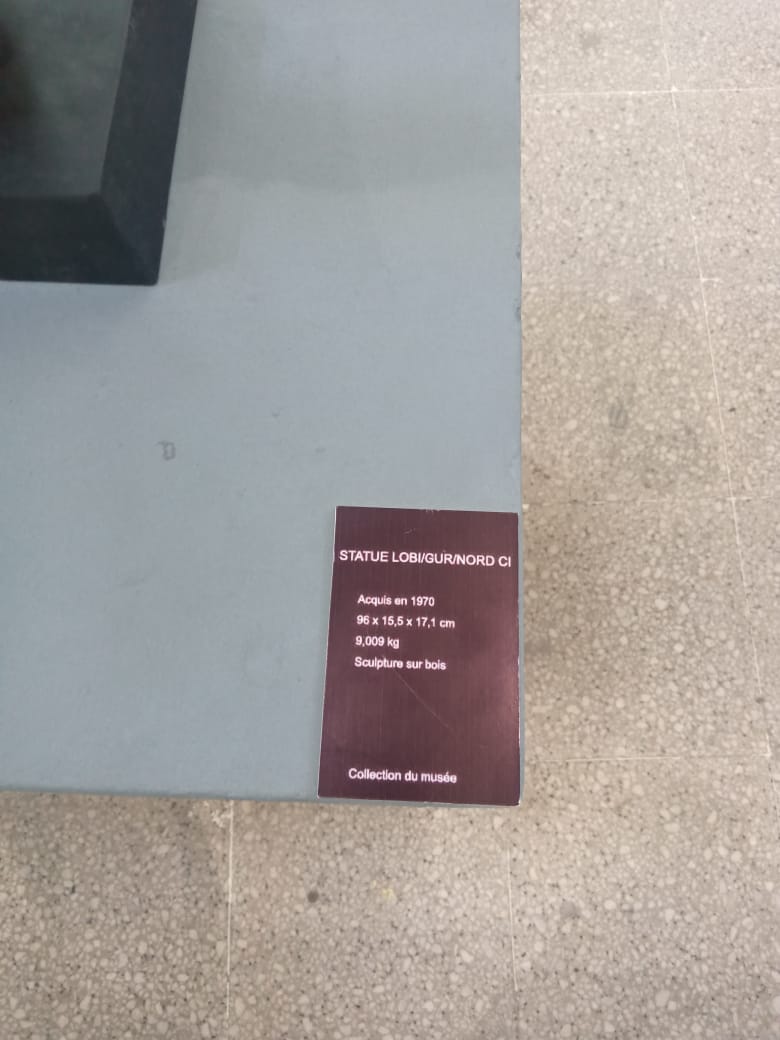 STATUE LOBI/GUR/NORD CI
Acquis en 1970
96 x 15,5 x 17,1 cm
9,009 kg
Sculpture sur bois
Collection du musée